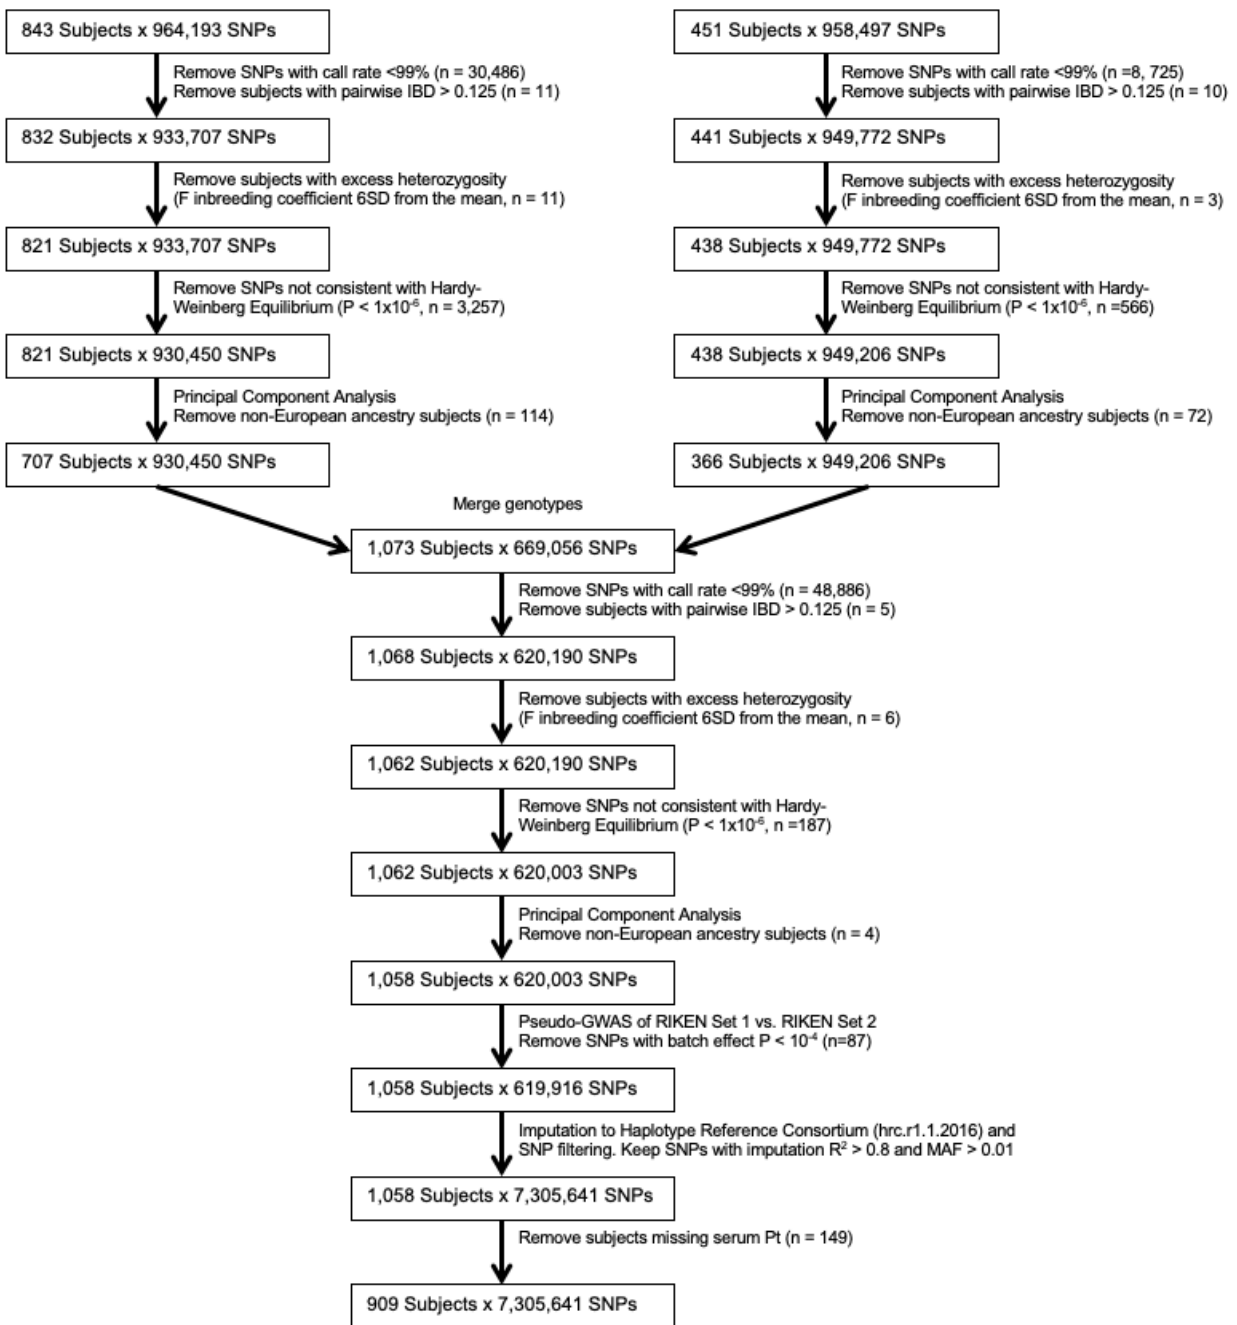 843 Subjects x 964,193 SNPs
Remove SNPs with call rate <99% (n = 30,486)
Remove subjects with pairwise IBD > 0.125 (n = 11)
832 Subjects x 933,707 SNPs
Remove subjects with excess heterozygosity
(F inbreeding coefficient 6SD from the mean, n = 11)
821 Subjects x 933,707 SNPs
Remove SNPs not consistent with Hardy-
Weinberg Equilibrium (P < 1x10⁻⁶, n = 3,257)
821 Subjects x 930,450 SNPs
Principal Component Analysis
Remove non-European ancestry subjects (n = 114)
707 Subjects x 930,450 SNPs
451 Subjects x 958,497 SNPs
Remove SNPs with call rate <99% (n =8, 725)
Remove subjects with pairwise IBD > 0.125 (n = 10)
441 Subjects x 949,772 SNPs
Remove subjects with excess heterozygosity
(F inbreeding coefficient 6SD from the mean, n = 3)
438 Subjects x 949,772 SNPs
Remove SNPs not consistent with Hardy-
Weinberg Equilibrium (P < 1x10⁻⁶, n =566)
438 Subjects x 949,206 SNPs
Principal Component Analysis
Remove non-European ancestry subjects (n = 72)
366 Subjects x 949,206 SNPs
Merge genotypes
1,073 Subjects x 669,056 SNPs
Remove SNPs with call rate <99% (n = 48,886)
Remove subjects with pairwise IBD > 0.125 (n = 5)
1,068 Subjects x 620,190 SNPs
Remove subjects with excess heterozygosity
(F inbreeding coefficient 6SD from the mean, n = 6)
1,062 Subjects x 620,190 SNPs
Remove SNPs not consistent with Hardy-
Weinberg Equilibrium (P < 1x10⁻⁶, n =187)
1,062 Subjects x 620,003 SNPs
Principal Component Analysis
Remove non-European ancestry subjects (n = 4)
1,058 Subjects x 620,003 SNPs
Pseudo-GWAS of RIKEN Set 1 vs. RIKEN Set 2
Remove SNPs with batch effect P < 10⁻⁴ (n=87)
1,058 Subjects x 619,916 SNPs
Imputation to Haplotype Reference Consortium (hrc.r1.1.2016) and
SNP filtering. Keep SNPs with imputation R² > 0.8 and MAF > 0.01
1,058 Subjects x 7,305,641 SNPs
Remove subjects missing serum Pt (n = 149)
909 Subjects x 7,305,641 SNPs